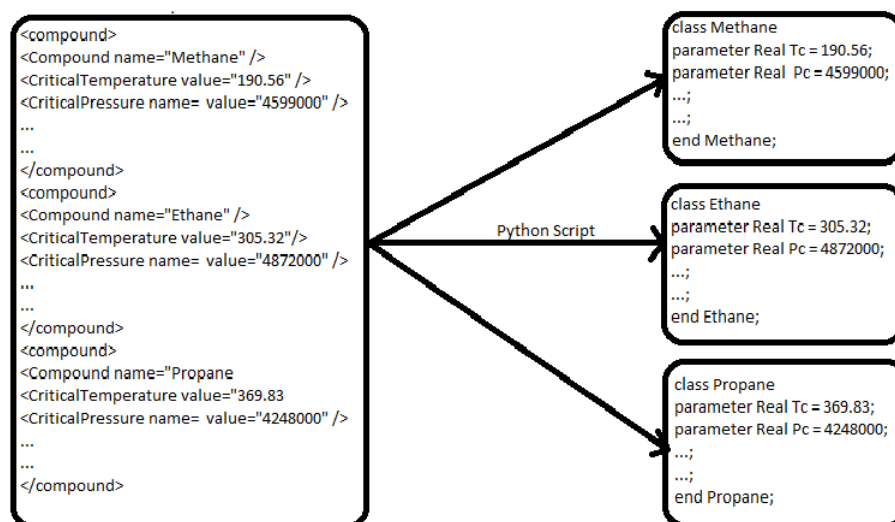 <compound>
<Compound name="Methane" />
<CriticalTemperature value="190.56" />
<CriticalPressure name= value="4599000" />
...
...
</compound>
<compound>
<Compound name="Ethane" />
<CriticalTemperature value="305.32"/>
<CriticalPressure name= value="4872000" />
...
...
</compound>
<compound>
<Compound name="Propane
<CriticalTemperature value="369.83
<CriticalPressure name= value="4248000" />
...
...
</compound>
Python Script
class Methane
parameter Real Tc = 190.56;
parameter Real Pc = 4599000;
...;
...;
end Methane;
class Ethane
parameter Real Tc = 305.32;
parameter Real Pc = 4872000;
...;
...;
end Ethane;
class Propane
parameter Real Tc = 369.83;
parameter Real Pc = 4248000;
...;
...;
end Propane;